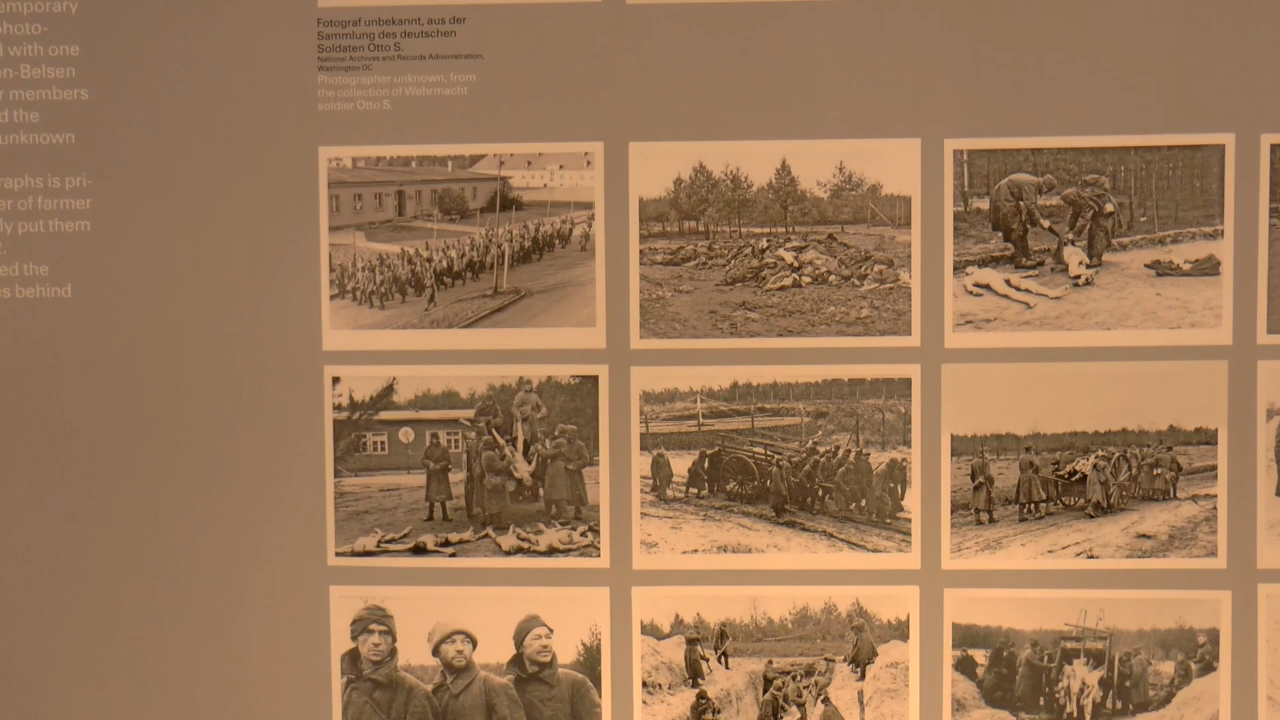 temporary
photo-
d with one
en-Belsen
r members
d the
unknown
raphs is pri-
er of farmer
ly put them
ed the
es behind
Fotograf unbekannt, aus der
Sammlung des deutschen
Soldaten Otto S.
National Archives and Records Administration,
Washington DC
Photographer unknown, from
the collection of Wehrmacht
soldier Otto S.